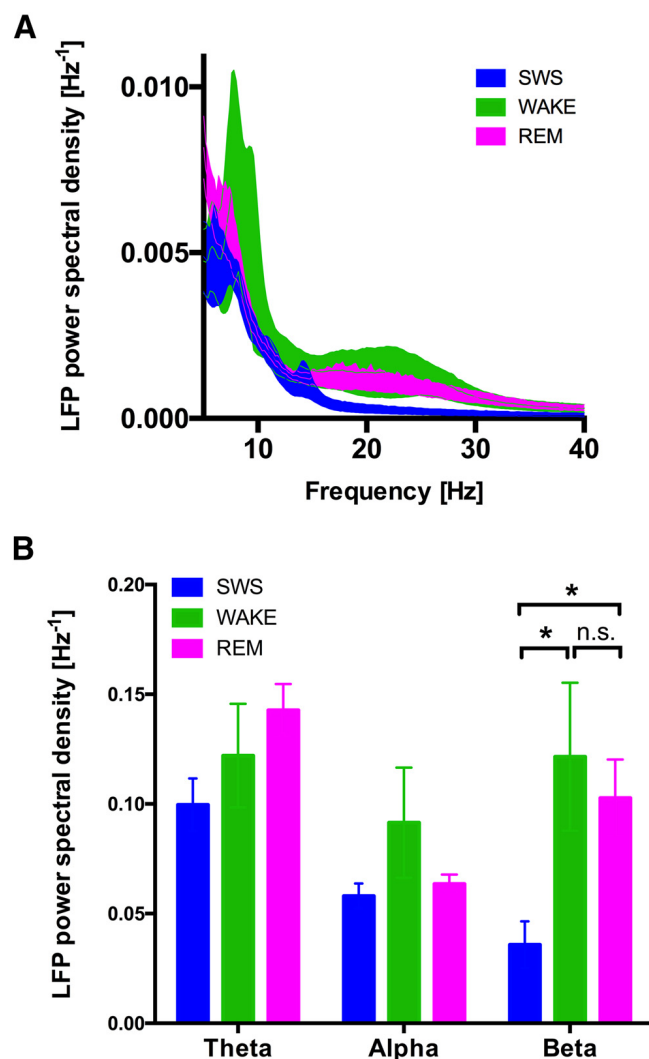 A
LFP power spectral density [Hz-1]
0.010
0.005
0.000
SWS
WAKE
REM
10 20 30 40
Frequency [Hz]
B
LFP power spectral density [Hz-1]
0.20
0.15
0.10
0.05
0.00
SWS
WAKE
REM
*
* n.s.
Theta Alpha Beta